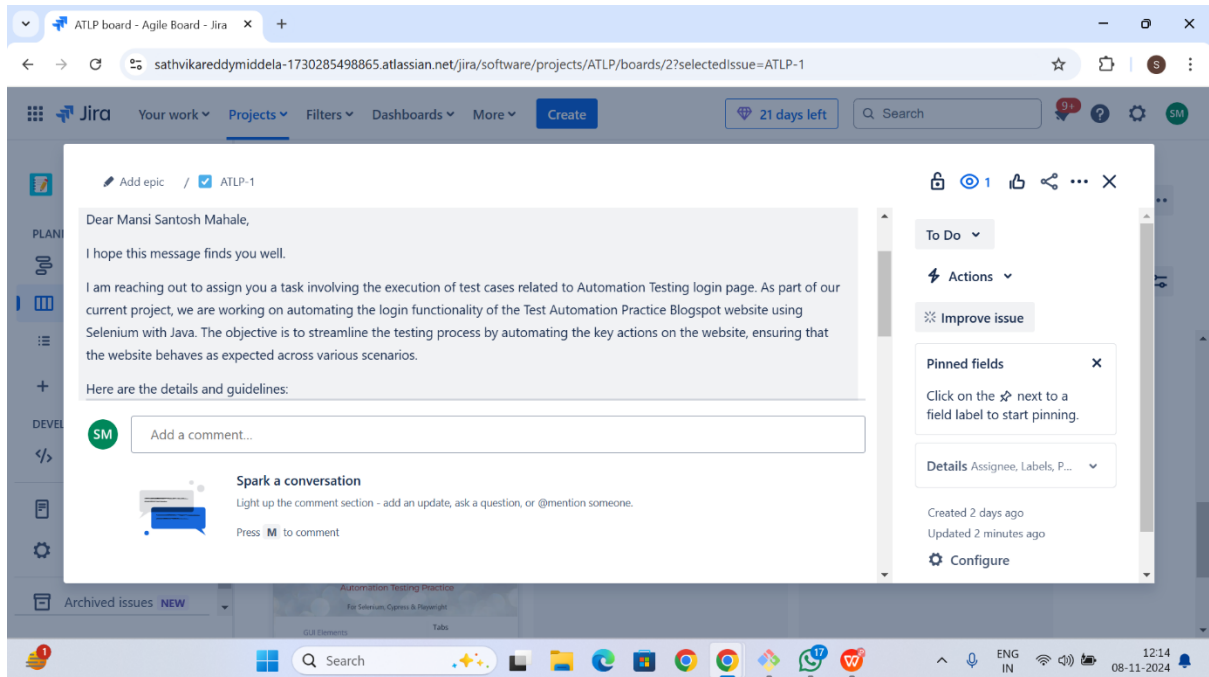 ATLP board - Agile Board - Jira
sathvikareddymiddela-1730285498865.atlassian.net/jira/software/projects/ATLP/boards/2?selectedIssue=ATLP-1
S
Jira Your work Projects Filters Dashboards More Create 21 days left Search 9+ SM
Add epic / ATLP-1
1
Dear Mansi Santosh Mahale,
I hope this message finds you well.
I am reaching out to assign you a task involving the execution of test cases related to Automation Testing login page. As part of our
current project, we are working on automating the login functionality of the Test Automation Practice Blogspot website using
Selenium with Java. The objective is to streamline the testing process by automating the key actions on the website, ensuring that
the website behaves as expected across various scenarios.
Here are the details and guidelines:
SM Add a comment...
Spark a conversation
Light up the comment section - add an update, ask a question, or @mention someone.
Press M to comment
To Do
Actions
Improve issue
Pinned fields
Click on the next to a
field label to start pinning.
Details Assignee, Labels, P...
Created 2 days ago
Updated 2 minutes ago
Configure
PLANI
DEVEL
Archived issues NEW
Automation Testing Practice
For Selenium, Cypress & Playwright
GUI Elements
Tabs
1
Search
17
ENG
IN
12:14
08-11-2024